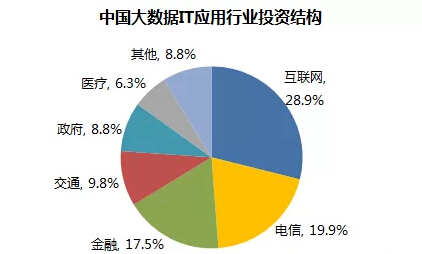 中国大数据IT应用行业投资结构
其他, 8.8%
互联网,
28.9%
医疗, 6.3%
政府, 8.8%
交通, 9.8%
电信, 19.9%
金融, 17.5%